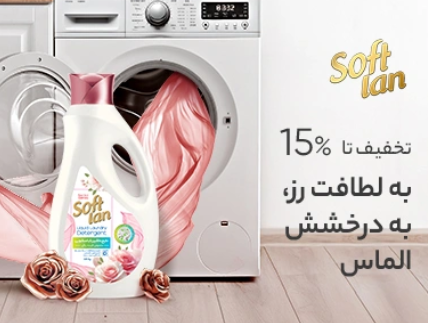 Soft
lan
تخفیف تا 15%
به لطافت رز،
به درخشش
الماس
Soft
lan
Detergent